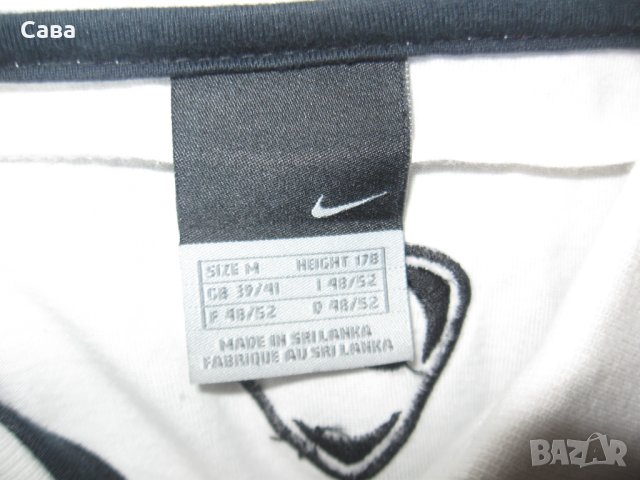 Сава
SIZE M HEIGHT 178
GB 39/41 I 48/52
F 48/52 D 48/52
MADE IN SRI LANKA
FABRIQUE AU SRI LANKA
BAZAR